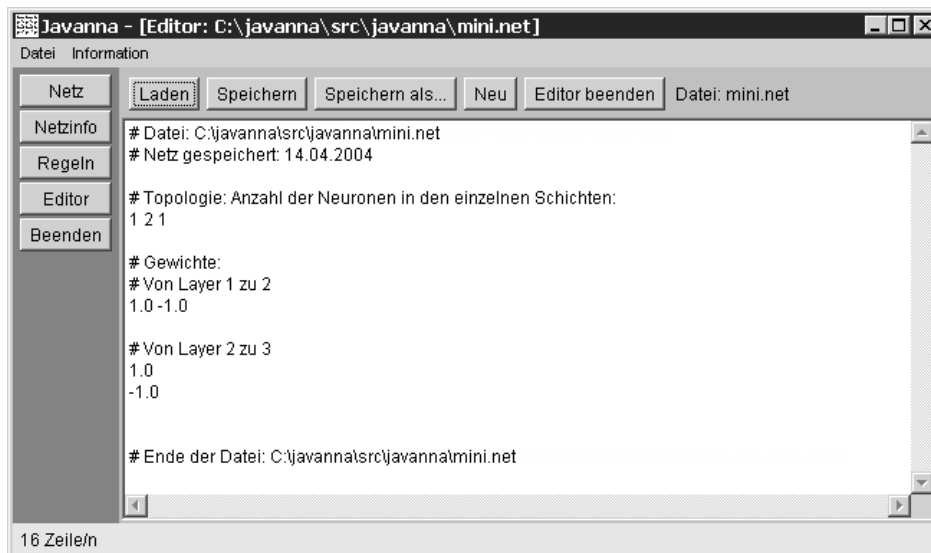 Javanna - [Editor: C:\javanna\src\javanna\mini.net]
Datei Information
Netz
Netzinfo
Regeln
Editor
Beenden
Laden Speichern Speichern als... Neu Editor beenden Datei: mini.net
# Datei: C:\javanna\src\javanna\mini.net
# Netz gespeichert: 14.04.2004
# Topologie: Anzahl der Neuronen in den einzelnen Schichten:
1 2 1
# Gewichte:
# Von Layer 1 zu 2
1.0 -1.0
# Von Layer 2 zu 3
1.0
-1.0
# Ende der Datei: C:\javanna\src\javanna\mini.net
16 Zeile/n